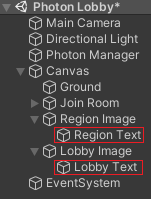 Photon Lobby*
Main Camera
Directional Light
Photon Manager
Canvas
Ground
Join Room
Region Image
Region Text
Lobby Image
Lobby Text
EventSystem